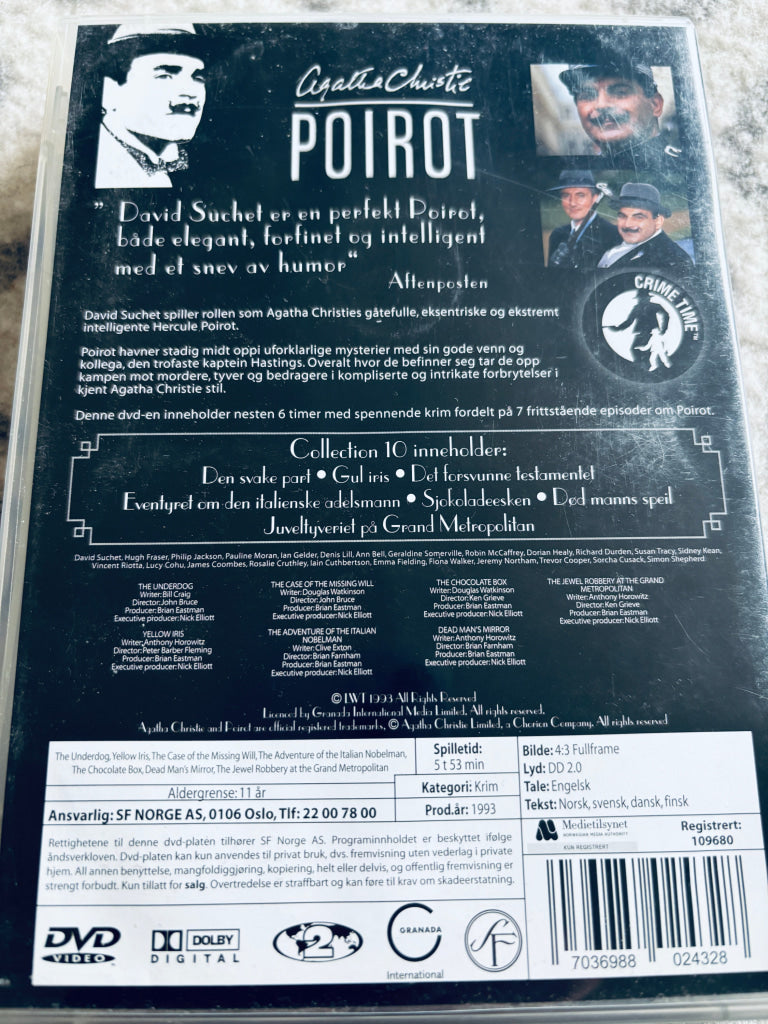 Agatha Christie
POIROT
" David Suchet er en perfekt Poirot,
både elegant, forfinet og intelligent
med et snev av humor"
Aftenposten
CRIME TIME™
David Suchet spiller rollen som Agatha Christies gåtefulle, eksentriske og ekstremt
intelligente Hercule Poirot.
Poirot havner stadig midt oppi uforklarlige mysterier med sin gode venn og
kollega, den trofaste kaptein Hastings. Overalt hvor de befinner seg tar de opp
kampen mot mordere, tyver og bedragere i kompliserte og intrikate forbrytelser i
kjent Agatha Christie stil.
Denne dvd-en inneholder nesten 6 timer med spennende krim fordelt på 7 frittstående episoder om Poirot.
Collection 10 inneholder:
Den svake part • Gul iris • Det forsvunne testamentet
Eventyret om den italienske adelsmann • Sjokoladeesken • Død manns speil
Juveltyveriet på Grand Metropolitan
David Suchet, Hugh Fraser, Philip Jackson, Pauline Moran, Ian Gelder, Denis Lill, Ann Bell, Geraldine Somerville, Robin McCaffrey, Dorian Healy, Richard Durden, Susan Tracy, Sidney Kean,
Vincent Riotta, Lucy Cohu, James Coombes, Rosalie Cruthley, Iain Cuthbertson, Emma Fielding, Fiona Walker, Jeremy Northam, Trevor Cooper, Sorcha Cusack, Simon Shepherd
THE UNDERDOG
Writer: Bill Craig
Director: John Bruce
Producer: Brian Eastman
Executive producer: Nick Elliott
THE CASE OF THE MISSING WILL
Writer: Douglas Watkinson
Director: John Bruce
Producer: Brian Eastman
Executive producer: Nick Elliott
THE CHOCOLATE BOX
Writer: Douglas Watkinson
Director: Ken Grieve
Producer: Brian Eastman
Executive producer: Nick Elliott
THE JEWEL ROBBERY AT THE GRAND
METROPOLITAN
Writer: Anthony Horowitz
Director: Ken Grieve
Producer: Brian Eastman
Executive producer: Nick Elliott
YELLOW IRIS
Writer: Anthony Horowitz
Director: Peter Barber Fleming
Producer: Brian Eastman
Executive producer: Nick Elliott
THE ADVENTURE OF THE ITALIAN
NOBELMAN
Writer: Clive Exton
Director: Brian Farnham
Producer: Brian Eastman
Executive producer: Nick Elliott
DEAD MAN'S MIRROR
Writer: Anthony Horowitz
Director: Brian Farnham
Producer: Brian Eastman
Executive producer: Nick Elliott
© LWT 1993 All Rights Reserved
Licenced by Granada International Media Limited. All rights reserved.
Agatha Christie and Poirot are official registered trademarks, © Agatha Christie Limited, a Chorion Company. All rights reserved
The Underdog, Yellow Iris, The Case of the Missing Will, The Adventure of the Italian Nobelman,
The Chocolate Box, Dead Man's Mirror, The Jewel Robbery at the Grand Metropolitan
Aldergrense: 11 år
Ansvarlig: SF NORGE AS, 0106 Oslo, Tlf: 22 00 78 00
Spilletid:
5 t 53 min
Kategori: Krim
Prod.år: 1993
Bilde: 4:3 Fullframe
Lyd: DD 2.0
Tale: Engelsk
Tekst: Norsk, svensk, dansk, finsk
Medietilsynet
NORWEGIAN MEDIA AUTHORITY
KUN REGISTRERT
Registrert:
109680
Rettighetene til denne dvd-platen tilhører SF Norge AS. Programinnholdet er beskyttet ifølge
åndsverkloven. Dvd-platen kan kun anvendes til privat bruk, dvs. fremvisning uten vederlag i private
hjem. All annen benyttelse, mangfoldiggjøring, kopiering, helt eller delvis, og offentlig fremvisning er
strengt forbudt. Kun tillatt for salg. Overtredelse er straffbart og kan føre til krav om skadeerstatning.
DVD
VIDEO
DOLBY
DIGITAL
2
GRANADA
International
SF
7036988 024328